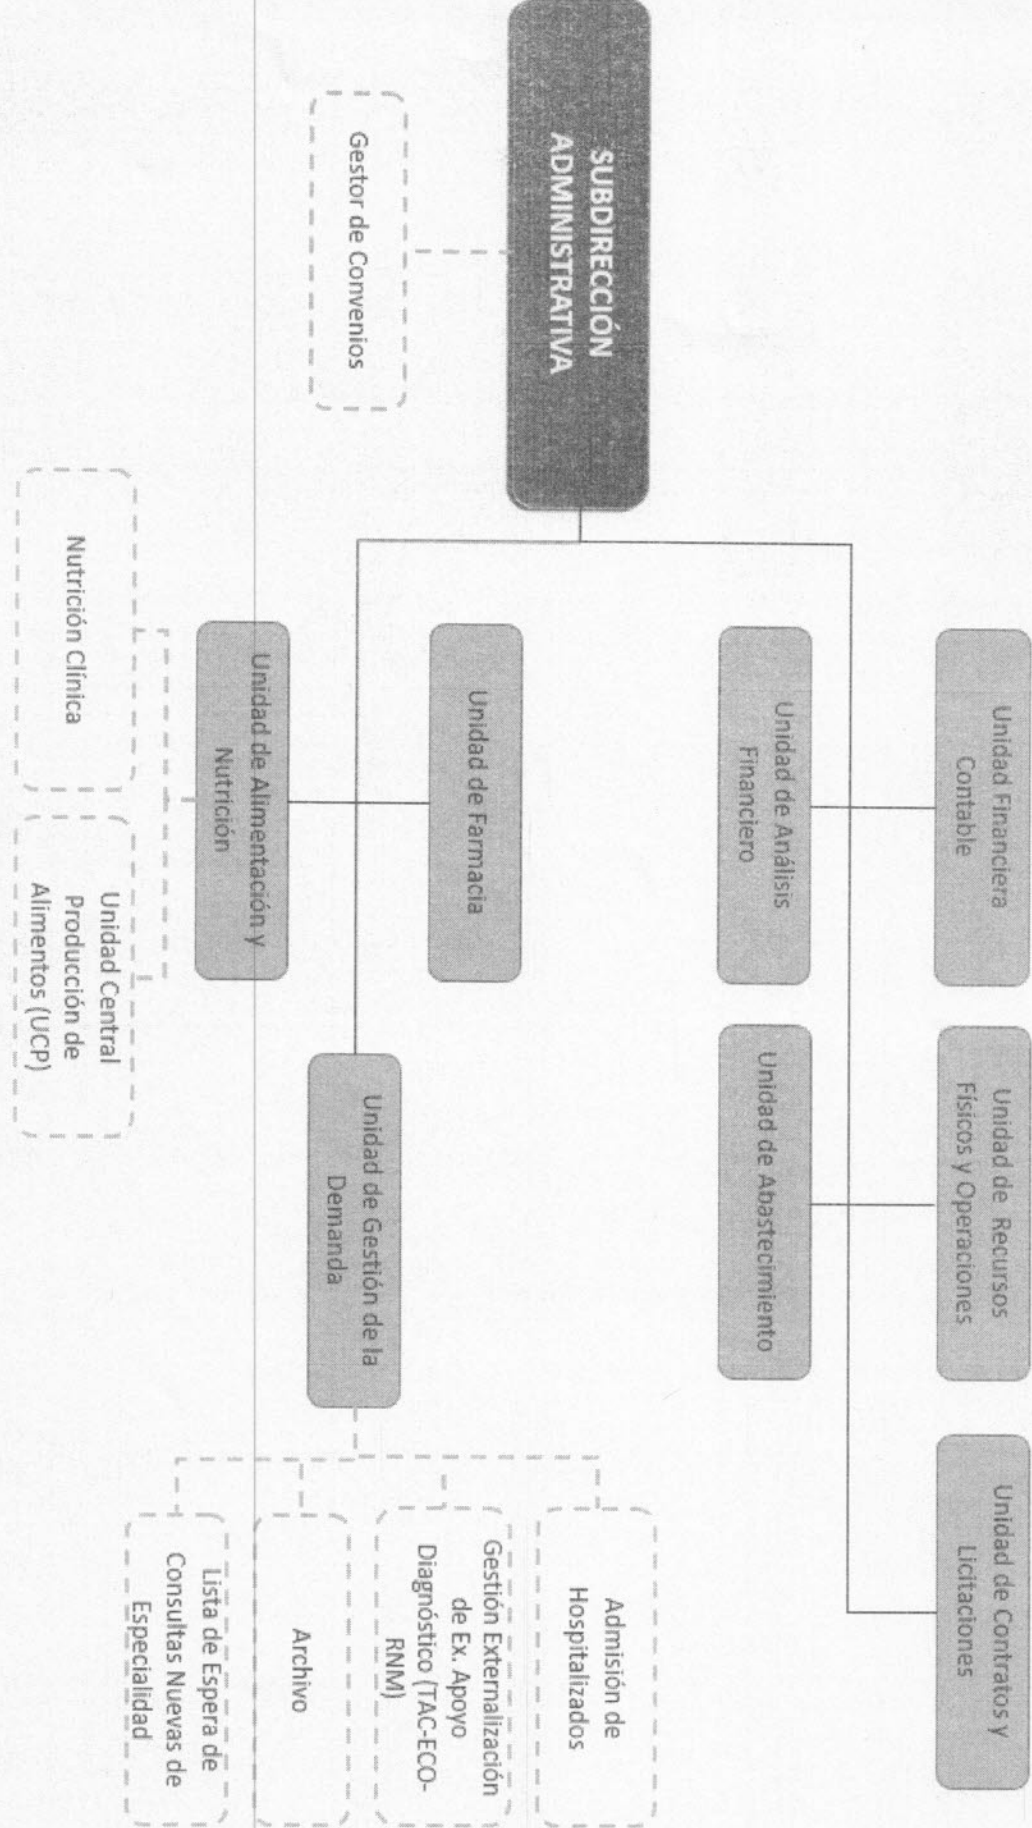 SUBDIRECCIÓN
ADMINISTRATIVA
Gestor de Convenios
Unidad Financiera
Contable
Unidad de Recursos
Físicos y Operaciones
Unidad de Contratos y
Licitaciones
Unidad de Análisis
Financiero
Unidad de Abastecimiento
Unidad de Farmacia
Unidad de Gestión de la
Demanda
Unidad de Alimentación y
Nutrición
Nutrición Clínica
Unidad Central
Producción de
Alimentos (UCP)
Admisión de
Hospitalizados
Gestión Externalización
de Ex. Apoyo
Diagnóstico (TAC-ECO-
RNM)
Archivo
Lista de Espera de
Consultas Nuevas de
Especialidad